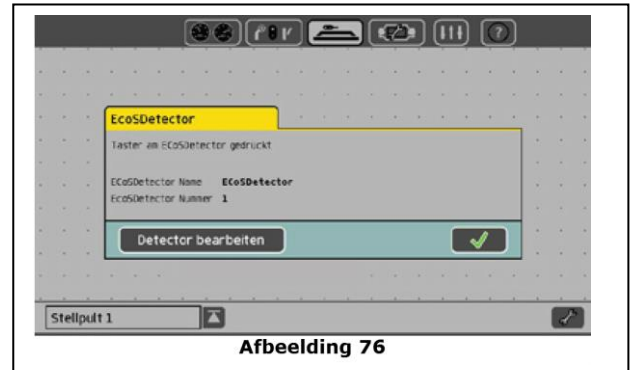 ?
EcoSDetector
Taster am ECoSDetector gedrückt
ECoSDetector Name ECoSDetector
EcoSDetector Nummer 1
Detector bearbeiten
Stellpult 1
Afbeelding 76